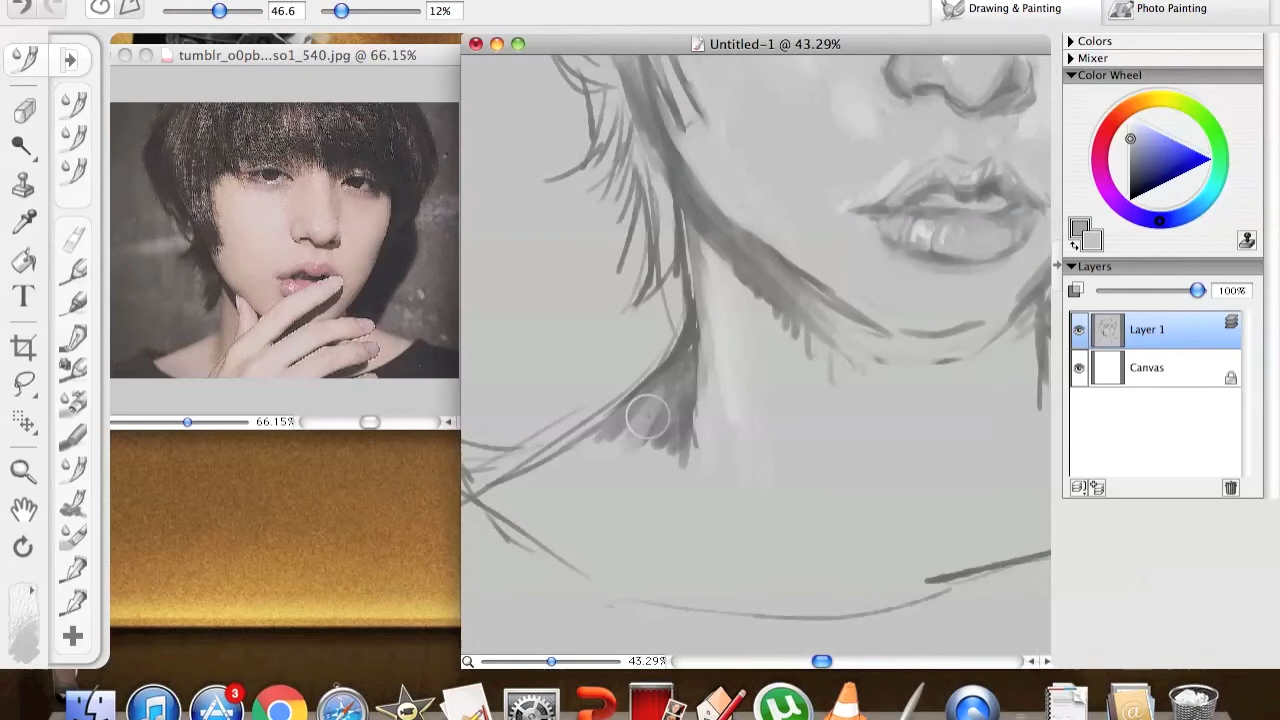 46.6
12%
Drawing & Painting
Photo Painting
tumblr_o0pb...so1_540.jpg @ 66.15%
Untitled-1 @ 43.29%
Colors
Mixer
Color Wheel
Layers
100%
Layer 1
Canvas
66.15%
43.29%
T
3